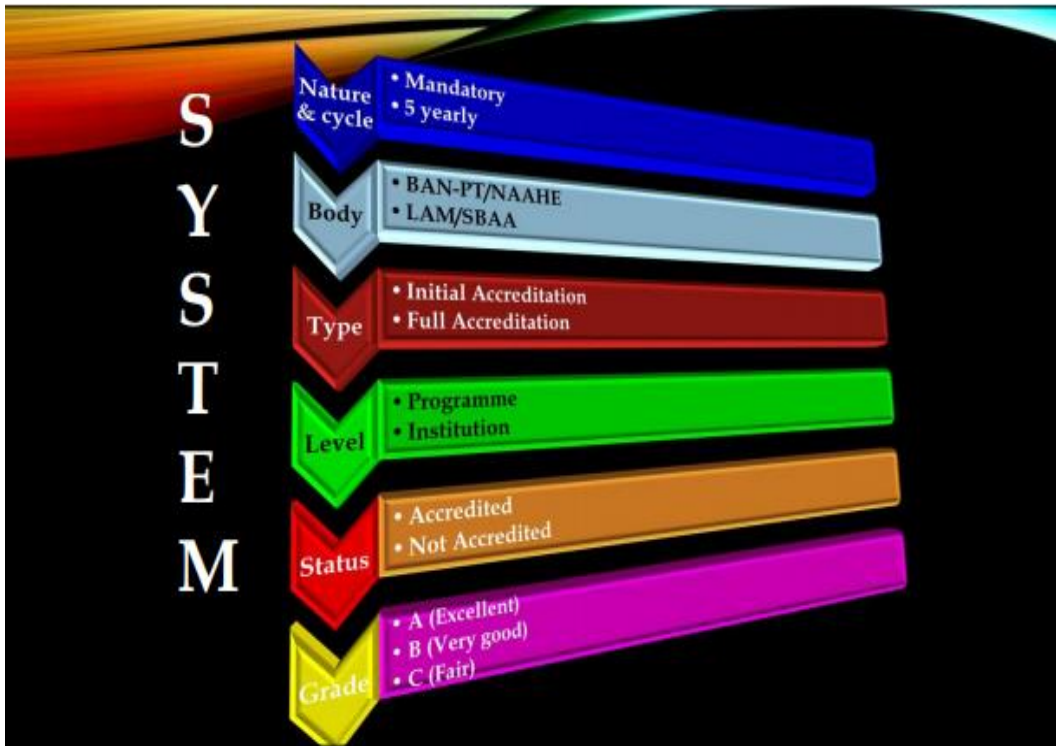 SYSTEM
Nature
& cycle
• Mandatory
• 5 yearly
Body
• BAN-PT/NAAHE
• LAM/SBAA
Type
• Initial Accreditation
• Full Accreditation
Level
• Programme
• Institution
Status
• Accredited
• Not Accredited
Grade
• A (Excellent)
• B (Very good)
• C (Fair)